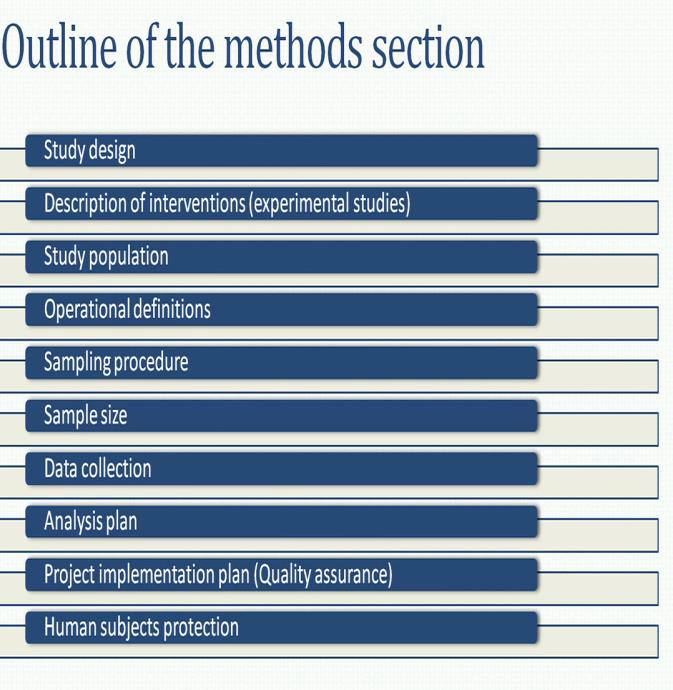 Outline of the methods section
Study design
Description of interventions (experimental studies)
Study population
Operational definitions
Sampling procedure
Sample size
Data collection
Analysis plan
Project implementation plan (Quality assurance)
Human subjects protection